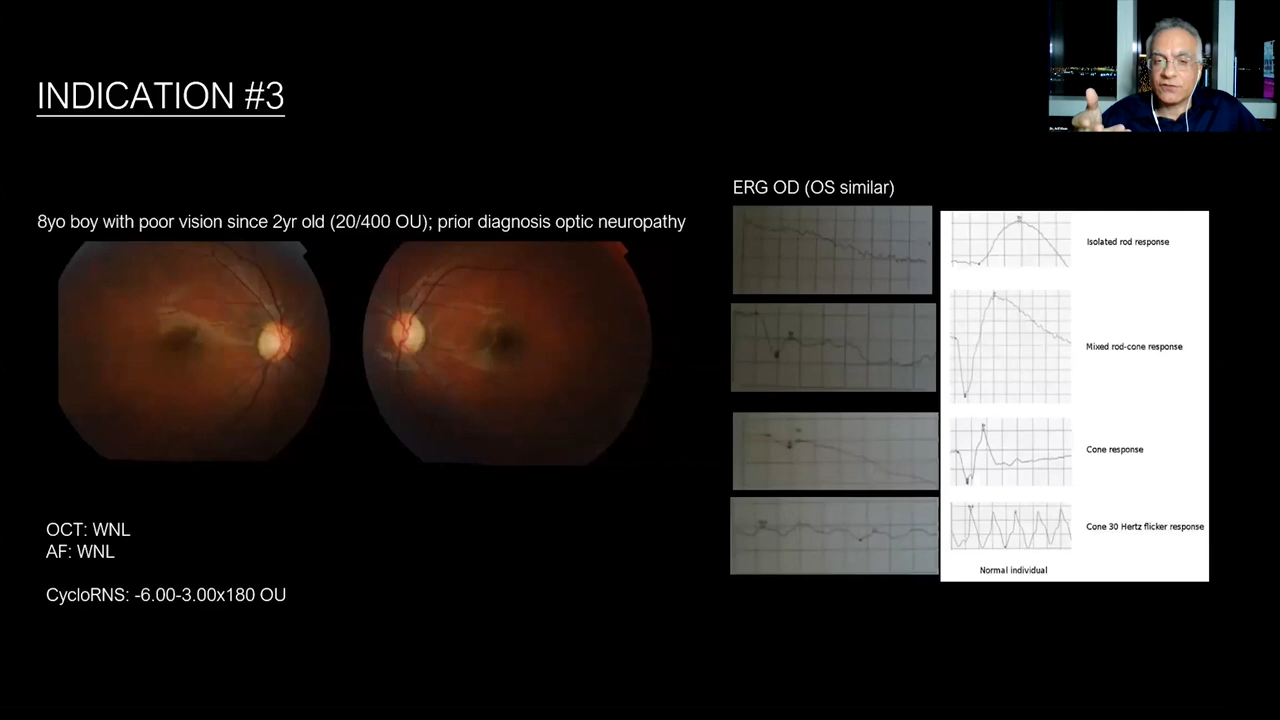 INDICATION #3
8yo boy with poor vision since 2yr old (20/400 OU); prior diagnosis optic neuropathy
ERG OD (OS similar)
Isolated rod response
Mixed rod-cone response
Cone response
Cone 30 Hertz flicker response
Normal individual
OCT: WNL
AF: WNL
CycloRNS: -6.00-3.00x180 OU